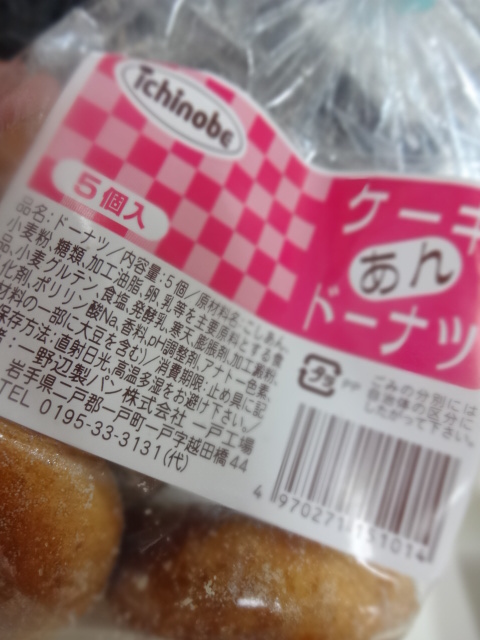 Ichinobe
5個入
ケーキ
あん
ドーナツ
品名:ドーナツ/内容量:5個/原材料名:こしあん、
小麦粉、糖類、加工油脂、卵、乳等を主要原料とする食
品、小麦グルテン、食塩、発酵乳、寒天、膨脹剤、加工澱粉、
化剤、ポリリン酸Na、香料、pH調整剤、アナトー色素、
材料の一部に大豆を含む)/消費期限:止め具に記
保存方法:直射日光、高温多湿をお避け下さい。/
者:一野辺製パン株式会社 一戸工場
岩手県二戸郡一戸町一戸字越田橋44
TEL 0195-33-3131(代)
プラ
PP
ごみの分別には
自治体の区分に
したがって下さい。
4 970271 151014